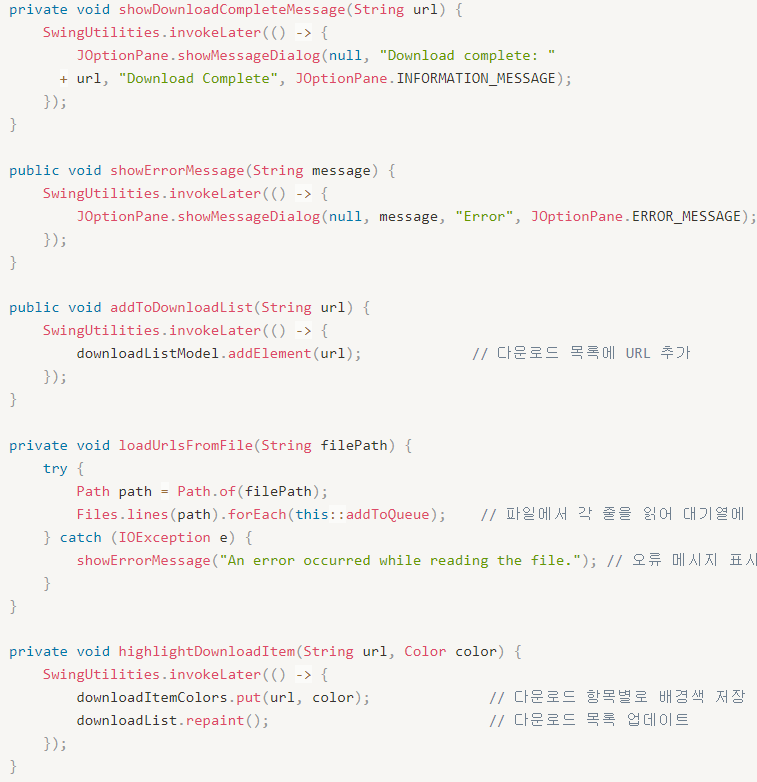 private void showDownloadCompleteMessage(String url) {
    SwingUtilities.invokeLater(() -> {
        JOptionPane.showMessageDialog(null, "Download complete: "
      + url, "Download Complete", JOptionPane.INFORMATION_MESSAGE);
    });
}

public void showErrorMessage(String message) {
    SwingUtilities.invokeLater(() -> {
        JOptionPane.showMessageDialog(null, message, "Error", JOptionPane.ERROR_MESSAGE);
    });
}

public void addToDownloadList(String url) {
    SwingUtilities.invokeLater(() -> {
        downloadListModel.addElement(url);             // 다운로드 목록에 URL 추가
    });
}

private void loadUrlsFromFile(String filePath) {
    try {
        Path path = Path.of(filePath);
        Files.lines(path).forEach(this::addToQueue);    // 파일에서 각 줄을 읽어 대기열에
    } catch (IOException e) {
        showErrorMessage("An error occurred while reading the file."); // 오류 메시지 표시
    }
}

private void highlightDownloadItem(String url, Color color) {
    SwingUtilities.invokeLater(() -> {
        downloadItemColors.put(url, color);              // 다운로드 항목별로 배경색 저장
        downloadList.repaint();                          // 다운로드 목록 업데이트
    });
}